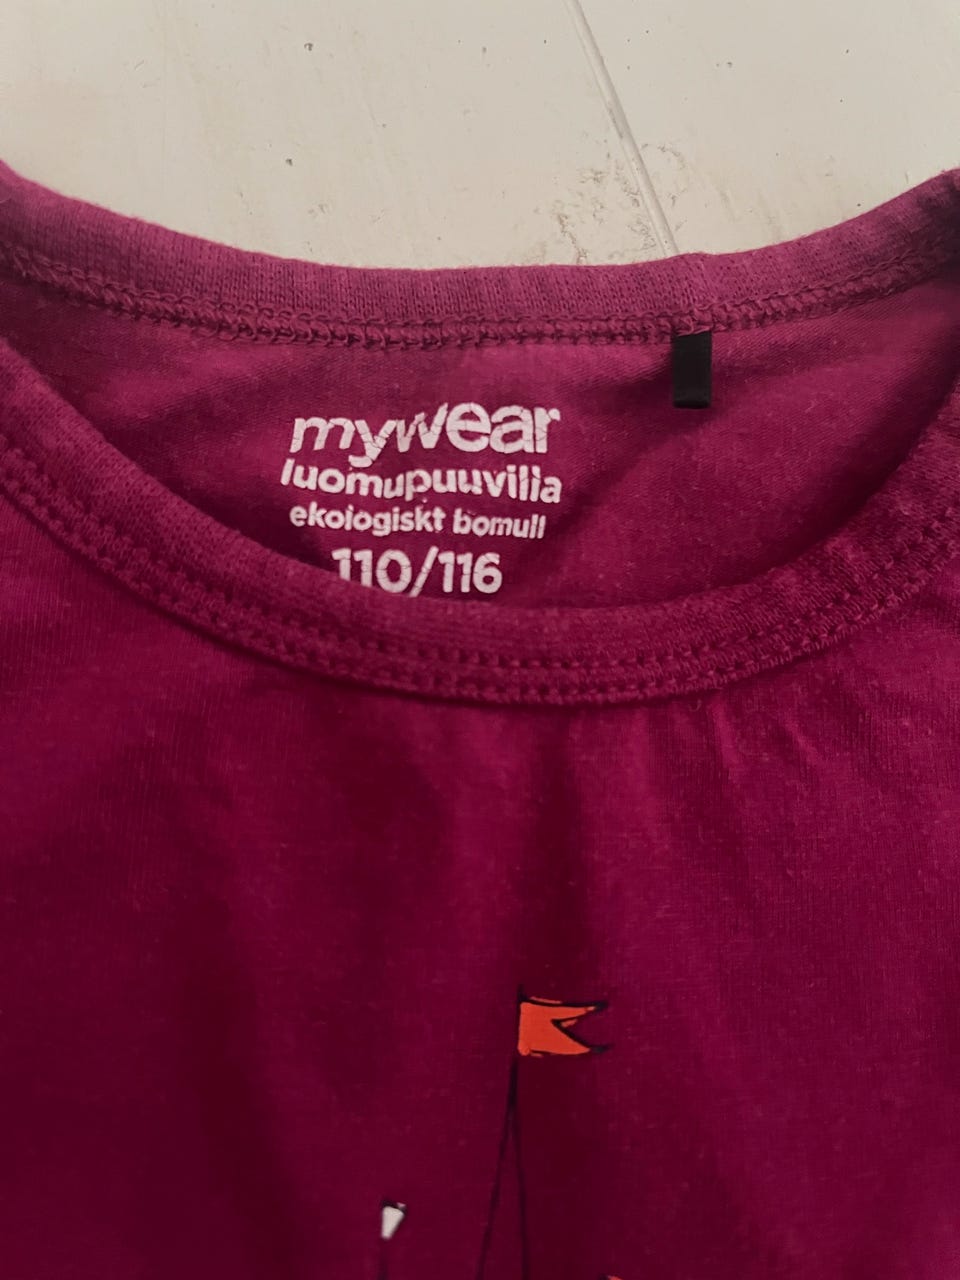 mywear
luomupuuvilla
ekologiskt bomull
110/116